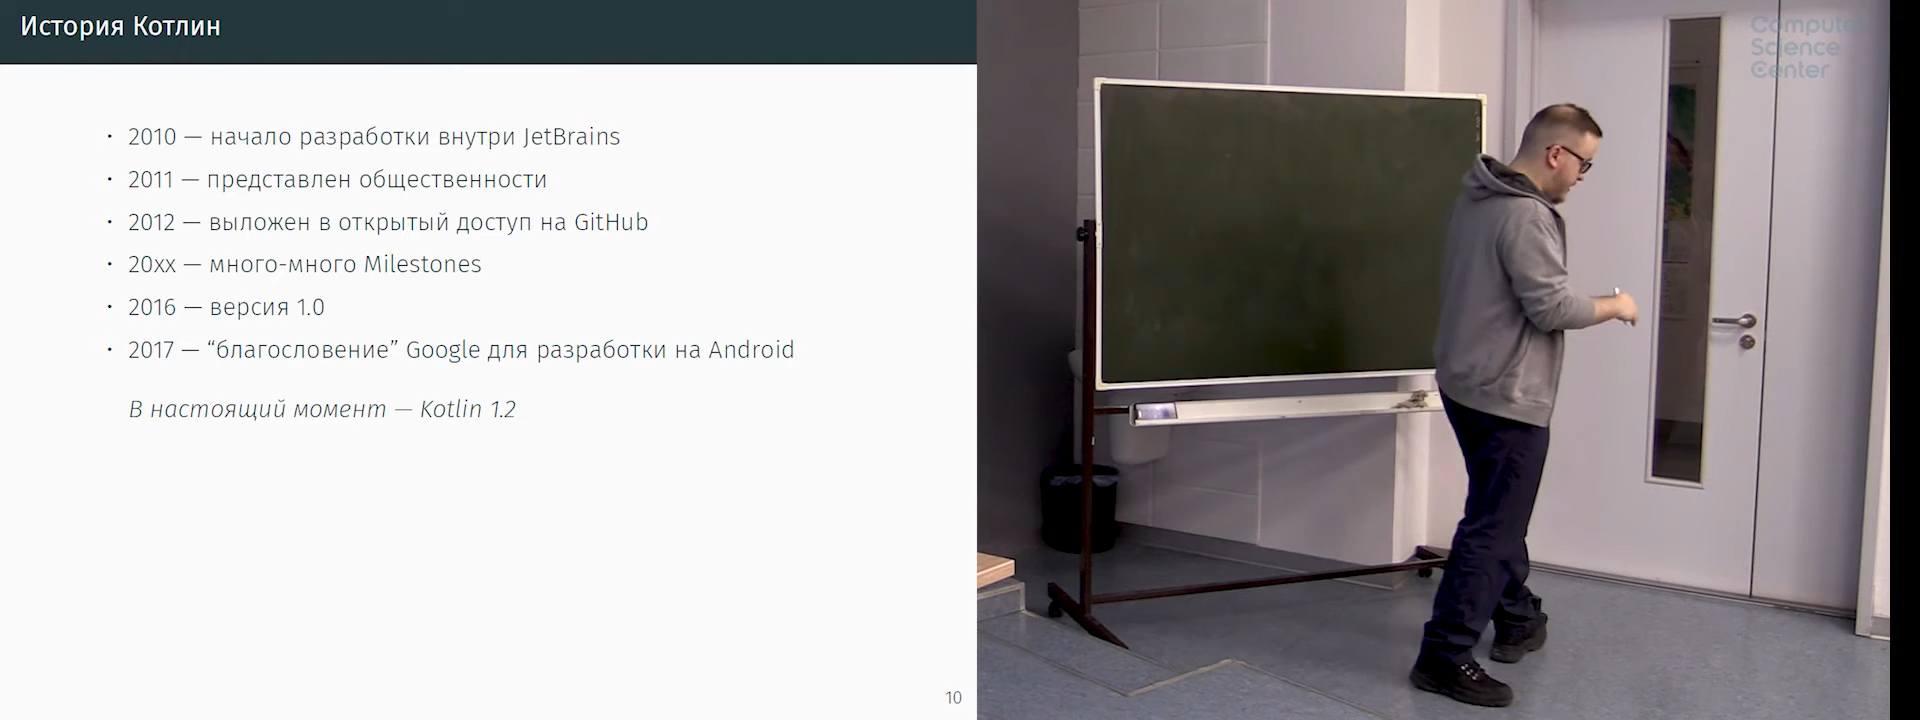 История Котлин
• 2010 — начало разработки внутри JetBrains
• 2011 — представлен общественности
• 2012 — выложен в открытый доступ на GitHub
• 20xx — много-много Milestones
• 2016 — версия 1.0
• 2017 — “благословение” Google для разработки на Android
В настоящий момент — Kotlin 1.2
10
Computer
Science
Center